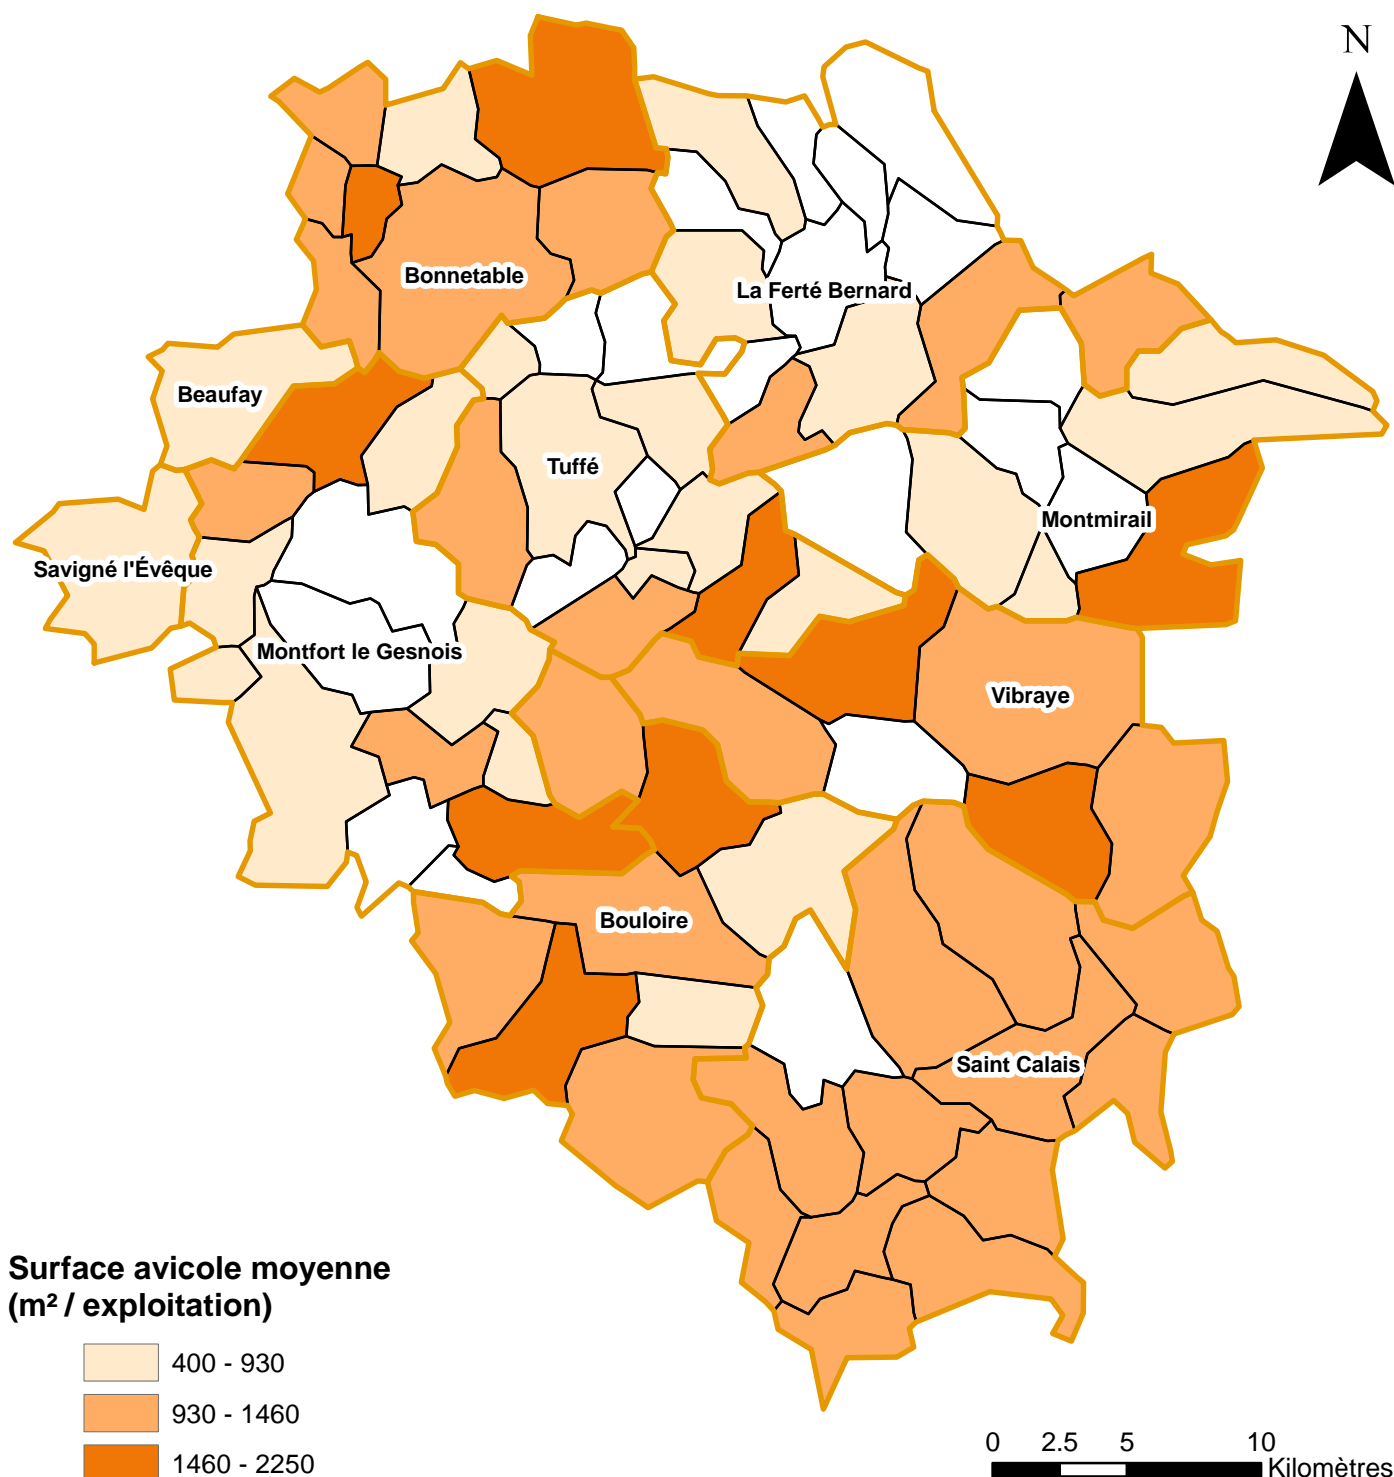 N
Bonnetable
La Ferté Bernard
Beaufay
Tuffé
Montmirail
Savigné l'Évêque
Montfort le Gesnois
Vibraye
Bouloire
Saint Calais
Surface avicole moyenne
(m² / exploitation)
400 - 930
930 - 1460
1460 - 2250
0 2.5 5 10
Kilomètres